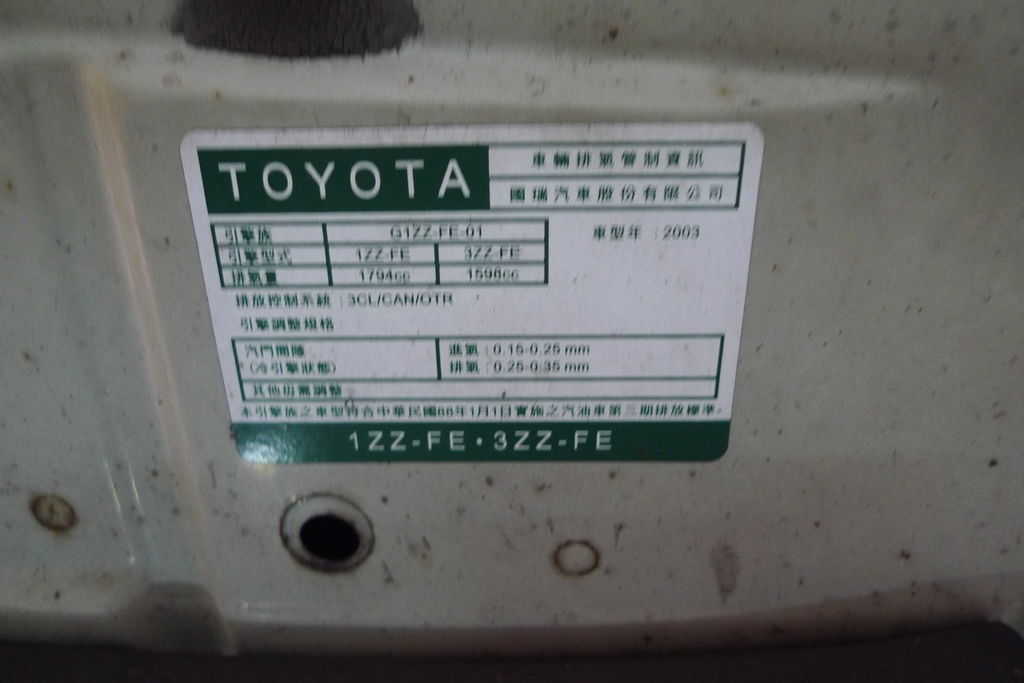 TOYOTA
車輛排氣管制資訊
國瑞汽車股份有限公司
引擎族 G1ZZ-FE-01
車型年：2003
引擎型式 1ZZ-FE 3ZZ-FE
排氣量 1794cc 1598cc
排放控制系統：3CL/CAN/OTR
引擎調整規格
汽門間隙 進氣：0.15-0.25 mm
(冷引擎狀態) 排氣：0.25-0.35 mm
其他勿需調整
本引擎族之車型符合中華民國88年1月1日實施之汽油車第三期排放標準。
1ZZ-FE・3ZZ-FE